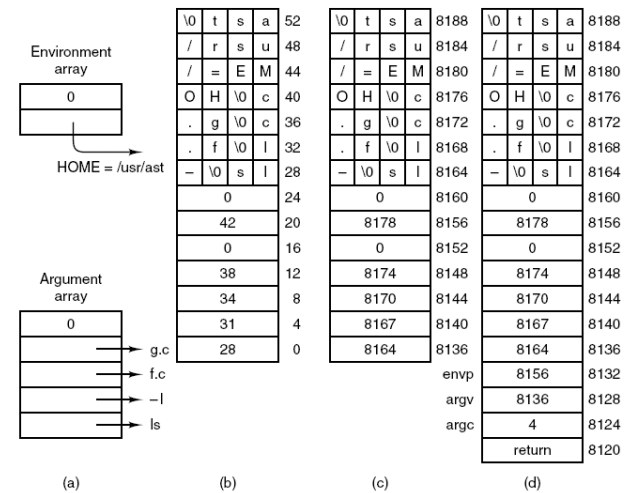 Environment
array
0
HOME = /usr/ast
Argument
array
0
g.c
f.c
–l
ls
(a)
\0 t s a 52
/ r s u 48
/ = E M 44
O H \0 c 40
. g \0 c 36
. f \0 l 32
– \0 s l 28
0 24
42 20
0 16
38 12
34 8
31 4
28 0
(b)
\0 t s a 8188
/ r s u 8184
/ = E M 8180
O H \0 c 8176
. g \0 c 8172
. f \0 l 8168
– \0 s l 8164
0 8160
8178 8156
0 8152
8174 8148
8170 8144
8167 8140
8164 8136
(c)
\0 t s a 8188
/ r s u 8184
/ = E M 8180
O H \0 c 8176
. g \0 c 8172
. f \0 l 8168
– \0 s l 8164
0 8160
8178 8156
0 8152
8174 8148
8170 8144
8167 8140
8164 8136
envp 8156 8132
argv 8136 8128
argc 4 8124
return 8120
(d)